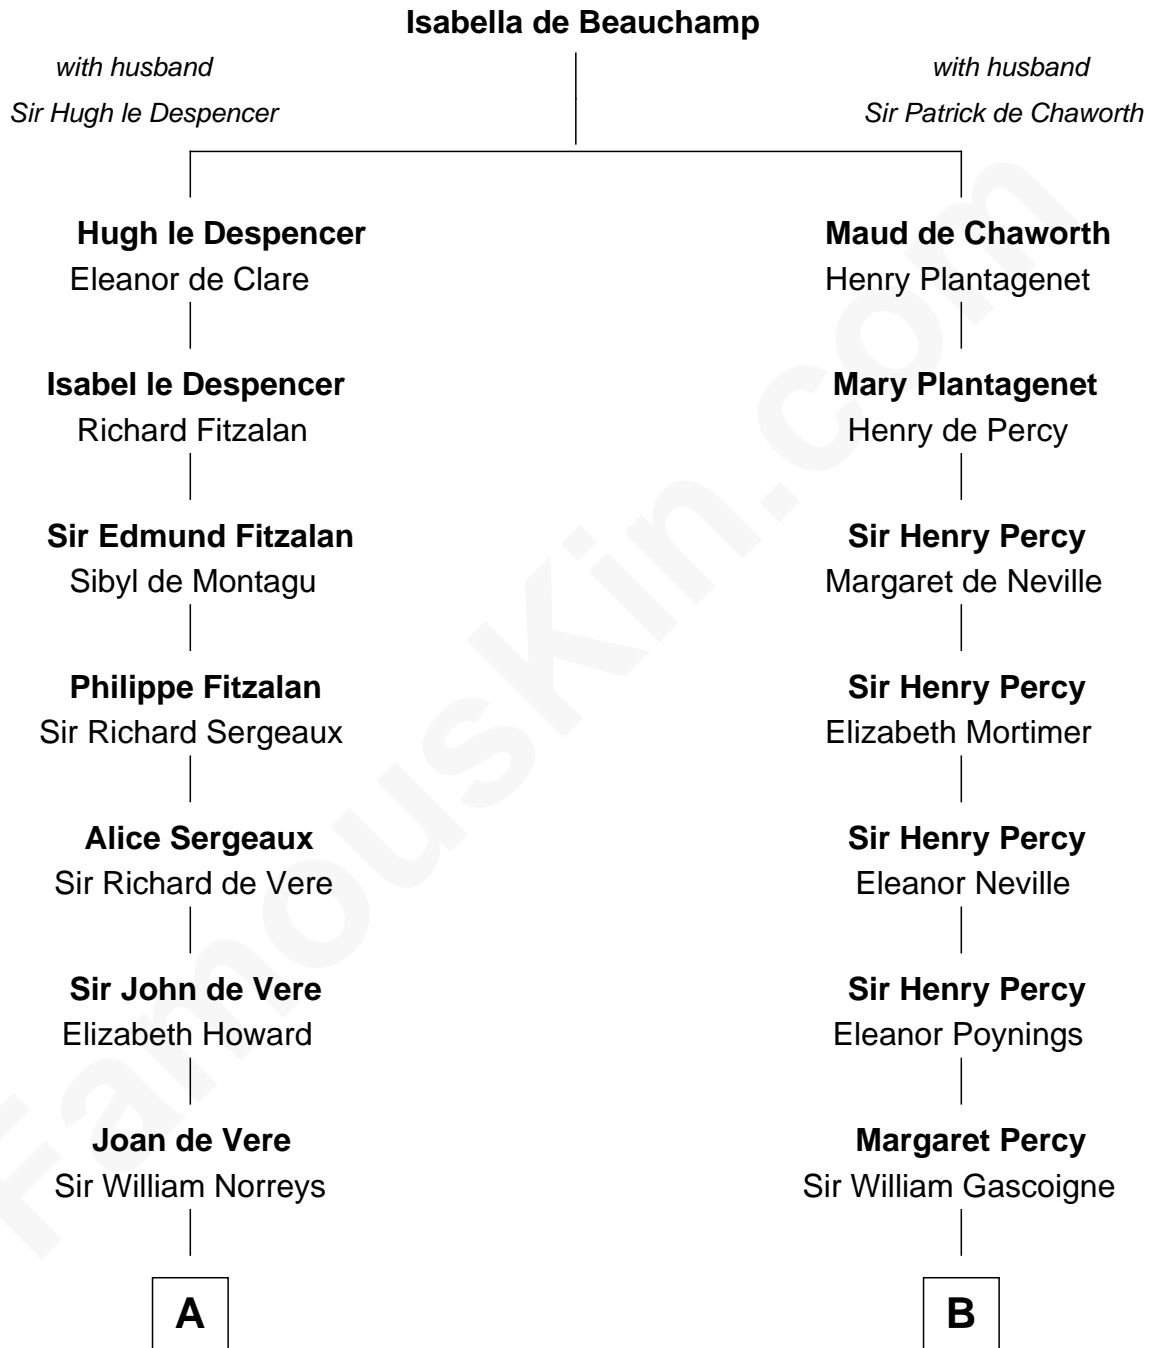 Isabella de Beauchamp
with husband
Sir Hugh le Despencer
with husband
Sir Patrick de Chaworth
Hugh le Despencer
Eleanor de Clare
Maud de Chaworth
Henry Plantagenet
Isabel le Despencer
Richard Fitzalan
Mary Plantagenet
Henry de Percy
Sir Edmund Fitzalan
Sibyl de Montagu
Sir Henry Percy
Margaret de Neville
Philippe Fitzalan
Sir Richard Sergeaux
Sir Henry Percy
Elizabeth Mortimer
Alice Sergeaux
Sir Richard de Vere
Sir Henry Percy
Eleanor Neville
Sir John de Vere
Elizabeth Howard
Sir Henry Percy
Eleanor Poynings
Joan de Vere
Sir William Norreys
Margaret Percy
Sir William Gascoigne
A
B
FamousKin.com